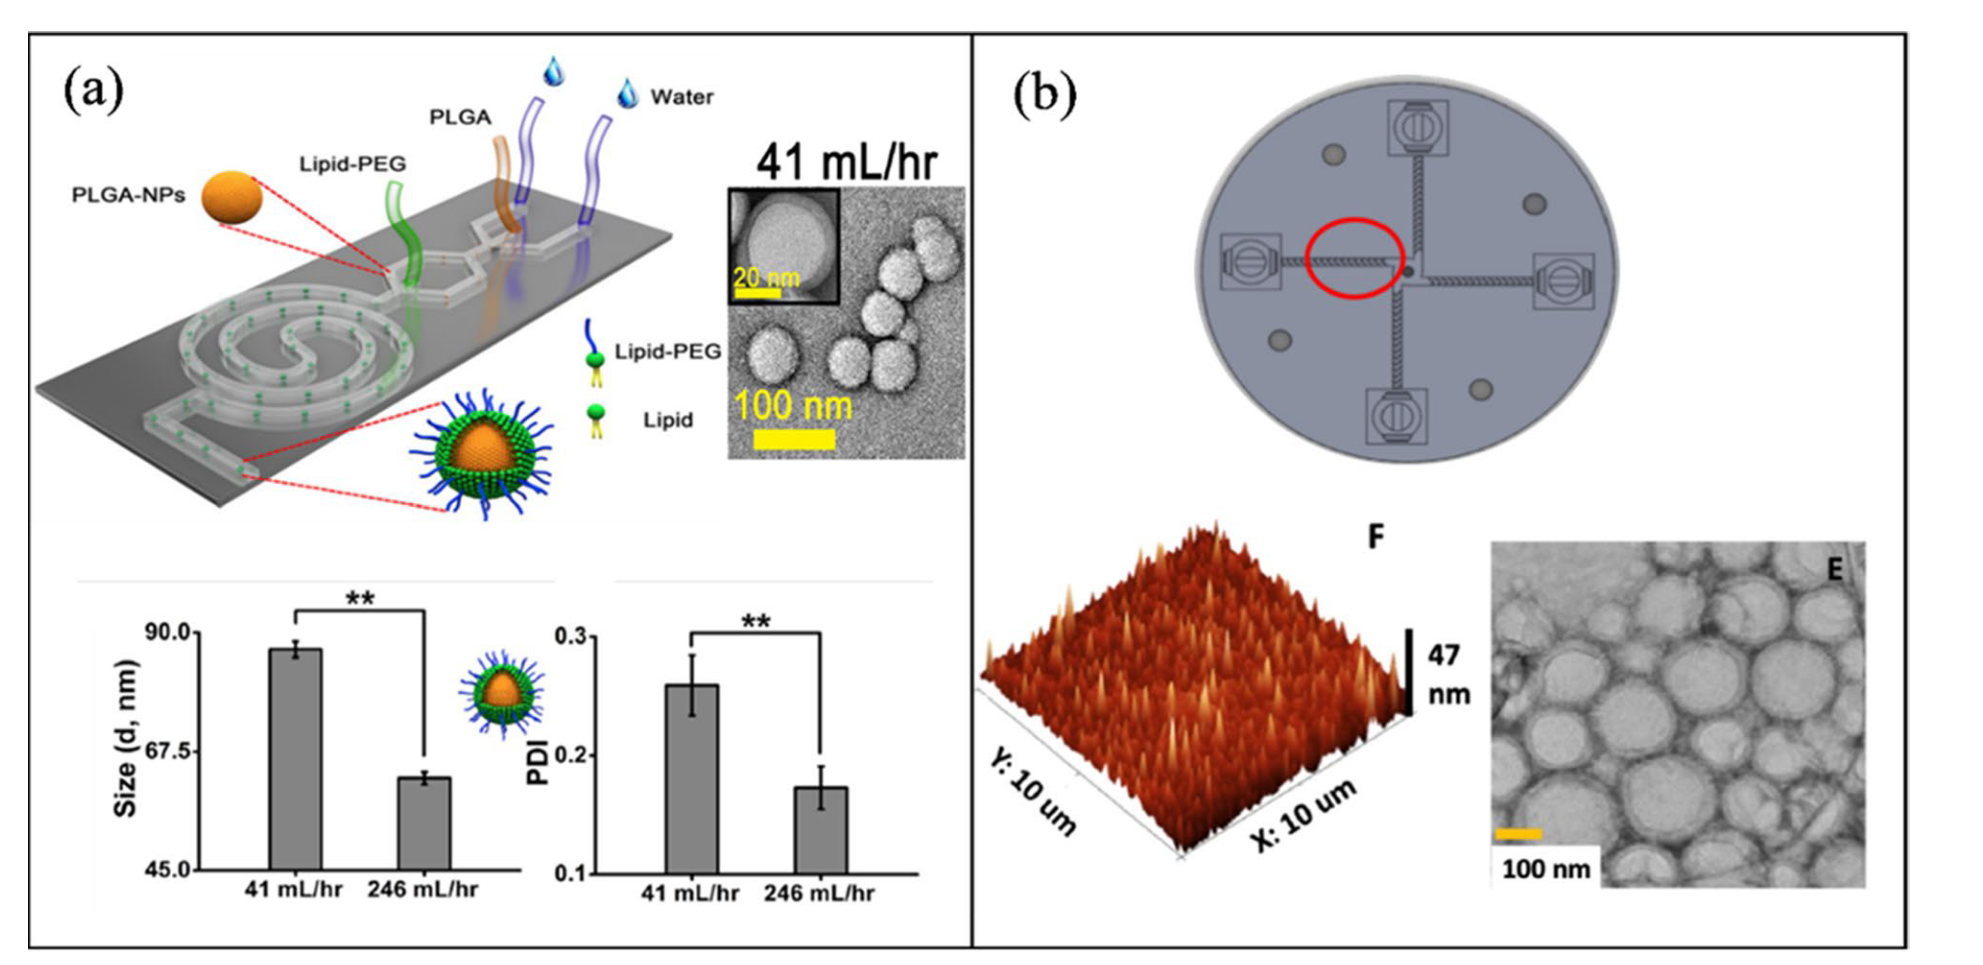 (a)
Water
PLGA
Lipid-PEG
PLGA-NPs
41 mL/hr
20 nm
Lipid-PEG
100 nm
Lipid
**
90.0
67.5
45.0
Size (d, nm)
41 mL/hr
246 mL/hr
**
0.3
0.2
0.1
PDI
41 mL/hr
246 mL/hr
(b)
F
47
nm
Y: 10 um
X: 10 um
E
100 nm